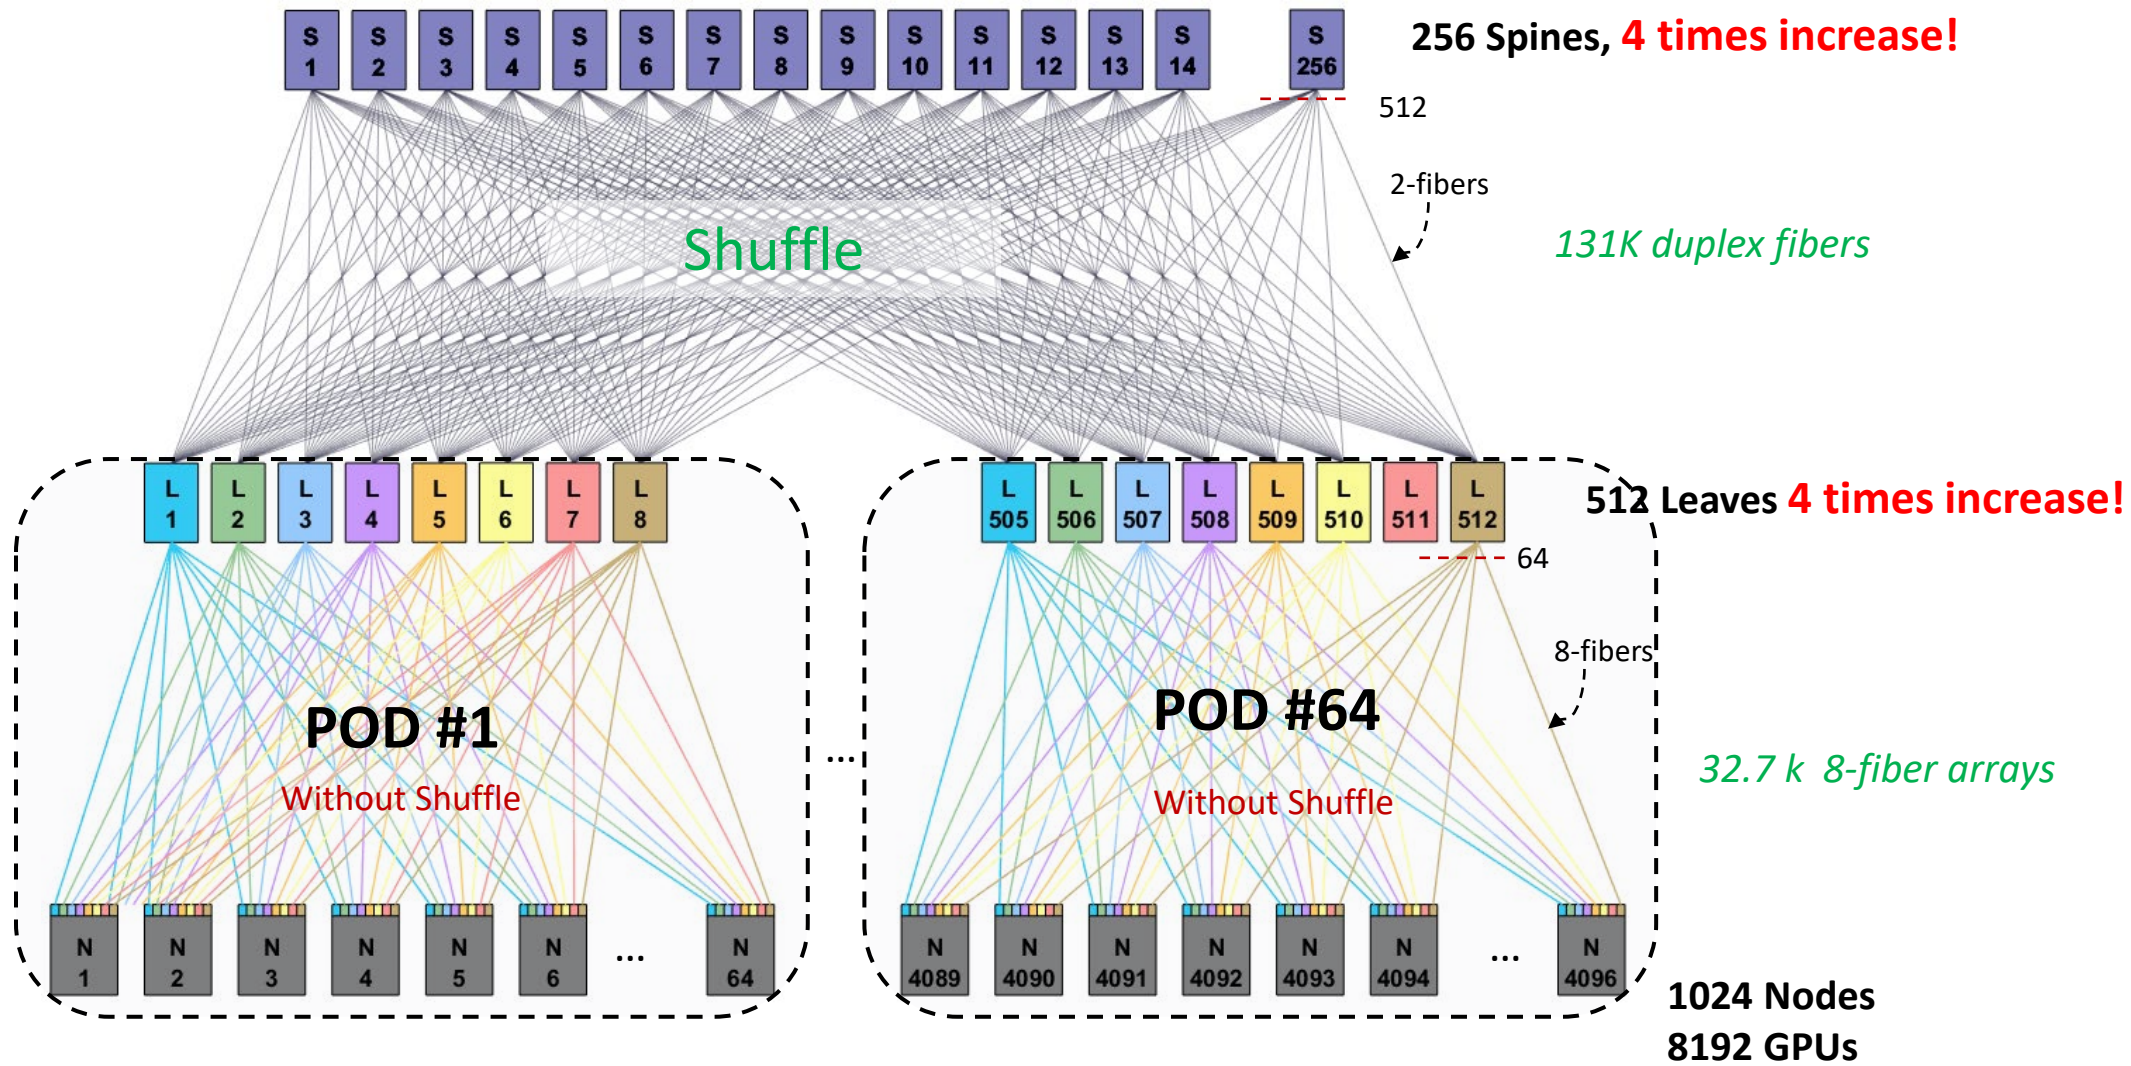 S 1
S 2
S 3
S 4
S 5
S 6
S 7
S 8
S 9
S 10
S 11
S 12
S 13
S 14
S 256
256 Spines, 4 times increase!
512
2-fibers
Shuffle
131K duplex fibers
L 1
L 2
L 3
L 4
L 5
L 6
L 7
L 8
L 505
L 506
L 507
L 508
L 509
L 510
L 511
L 512
512 Leaves 4 times increase!
64
8-fibers
POD #1
Without Shuffle
...
POD #64
Without Shuffle
32.7 k 8-fiber arrays
N 1
N 2
N 3
N 4
N 5
N 6
...
N 64
N 4089
N 4090
N 4091
N 4092
N 4093
N 4094
...
N 4096
1024 Nodes
8192 GPUs